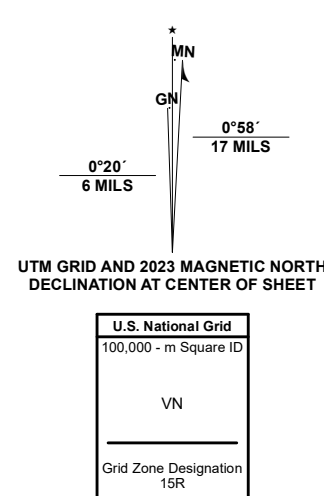 ★
MN
GN
0°58´
17 MILS
0°20´
6 MILS
UTM GRID AND 2023 MAGNETIC NORTH
DECLINATION AT CENTER OF SHEET
U.S. National Grid
100,000 - m Square ID
VN
Grid Zone Designation
15R